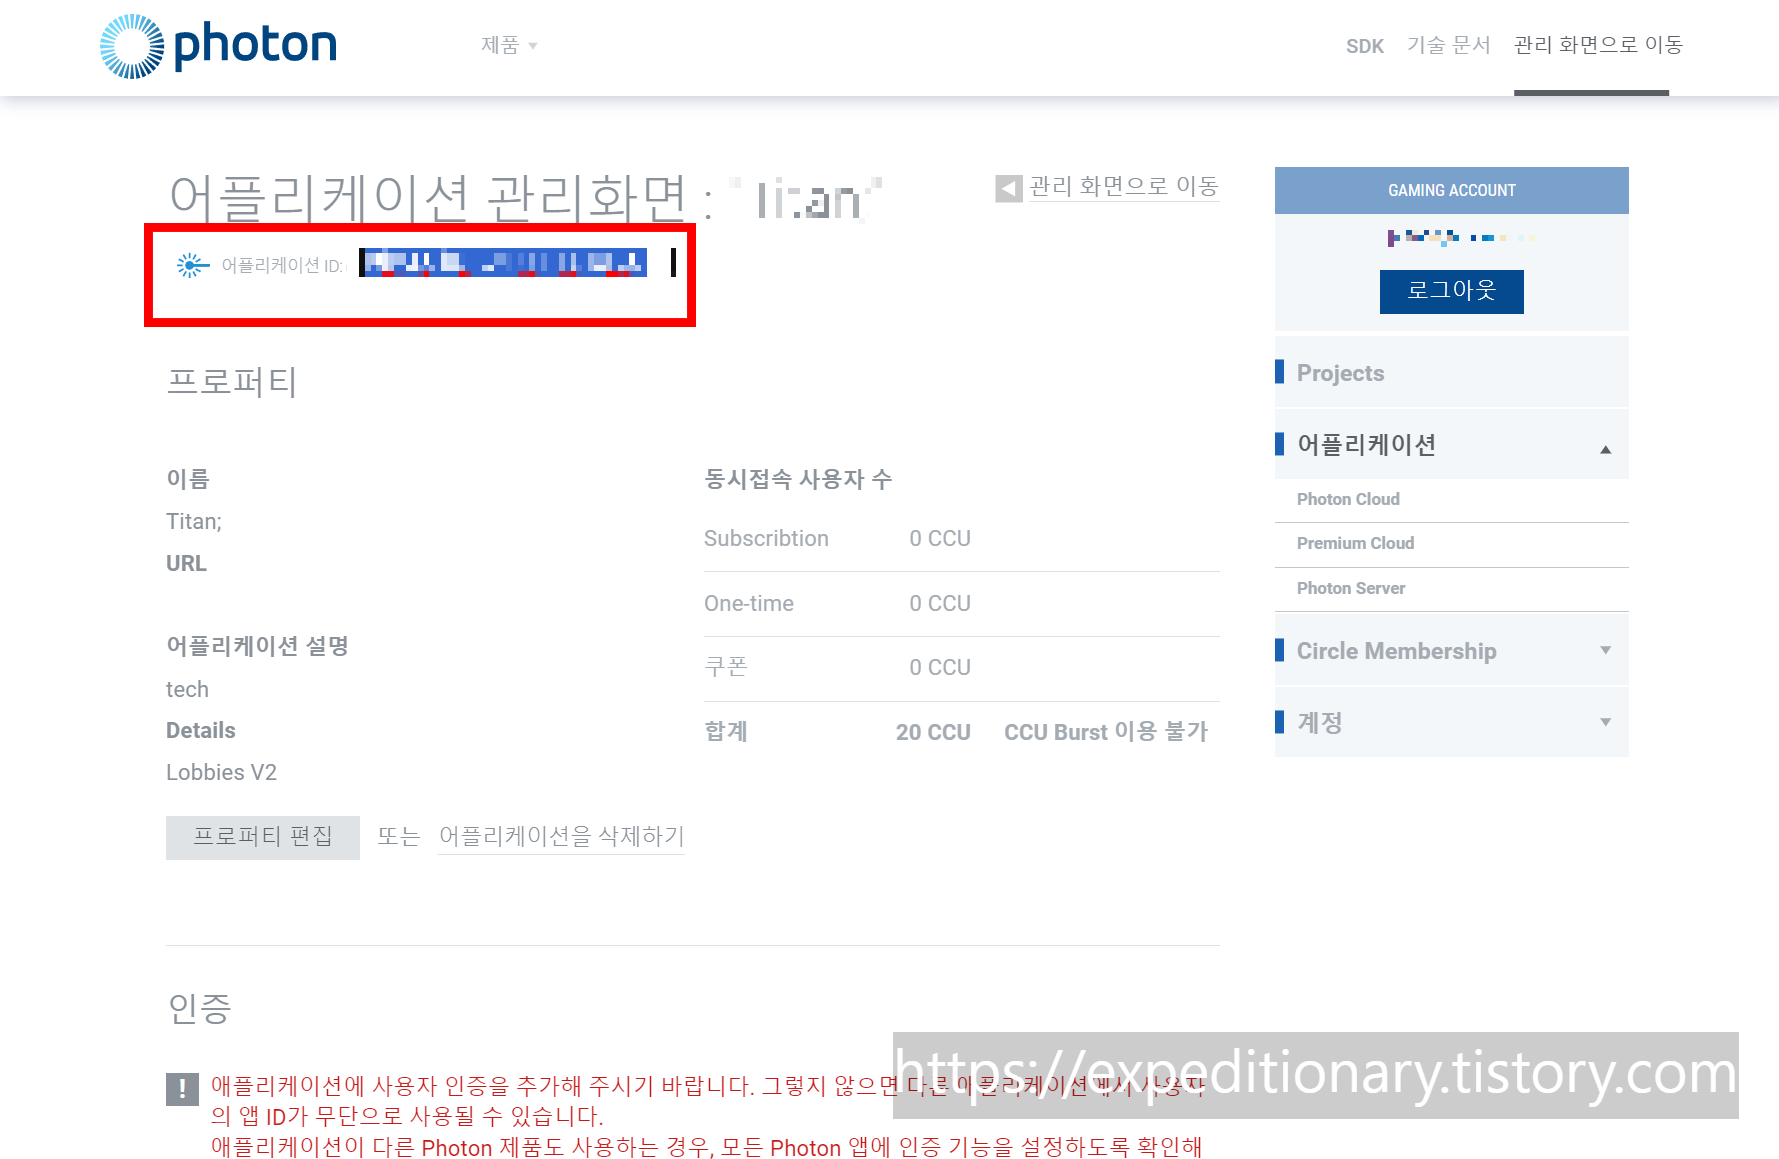 photon
제품
SDK
기술 문서
관리 화면으로 이동
어플리케이션 관리화면 : Titan
관리 화면으로 이동
어플리케이션 ID:
GAMING ACCOUNT
로그아웃
Projects
어플리케이션
Photon Cloud
Premium Cloud
Photon Server
Circle Membership
계정
프로퍼티
이름
Titan;
URL
어플리케이션 설명
tech
Details
Lobbies V2
동시접속 사용자 수
Subscribtion 0 CCU
One-time 0 CCU
쿠폰 0 CCU
합계 20 CCU CCU Burst 이용 불가
프로퍼티 편집 또는 어플리케이션을 삭제하기
인증
! 애플리케이션에 사용자 인증을 추가해 주시기 바랍니다. 그렇지 않으면 다른 애플리케이션에서 사용자
의 앱 ID가 무단으로 사용될 수 있습니다.
애플리케이션이 다른 Photon 제품도 사용하는 경우, 모든 Photon 앱에 인증 기능을 설정하도록 확인해
https://expeditionary.tistory.com